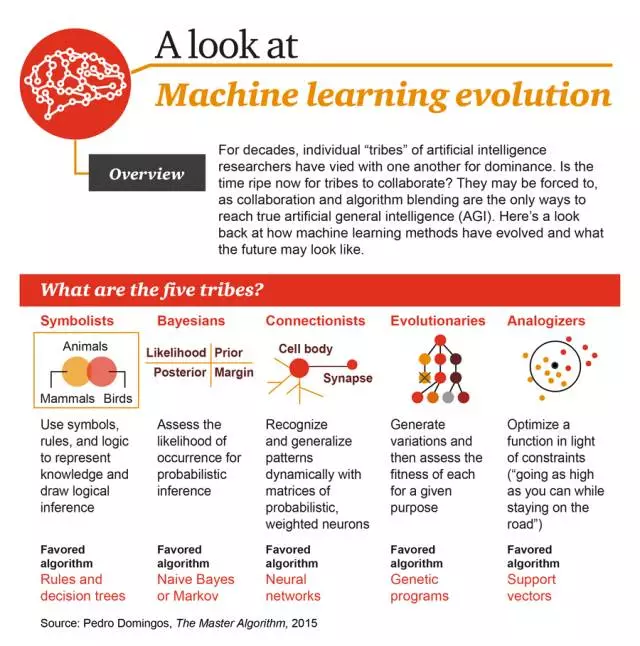 A look at
Machine learning evolution
Overview
For decades, individual “tribes” of artificial intelligence
researchers have vied with one another for dominance. Is the
time ripe now for tribes to collaborate? They may be forced to,
as collaboration and algorithm blending are the only ways to
reach true artificial general intelligence (AGI). Here’s a look
back at how machine learning methods have evolved and what
the future may look like.
What are the five tribes?
Symbolists
Animals
Mammals Birds
Use symbols,
rules, and logic
to represent
knowledge and
draw logical
inference
Favored
algorithm
Rules and
decision trees
Bayesians
Likelihood Prior
Posterior Margin
Assess the
likelihood of
occurrence for
probabilistic
inference
Favored
algorithm
Naive Bayes
or Markov
Connectionists
Cell body
Synapse
Recognize
and generalize
patterns
dynamically with
matrices of
probabilistic,
weighted neurons
Favored
algorithm
Neural
networks
Evolutionaries
Generate
variations and
then assess the
fitness of each
for a given
purpose
Favored
algorithm
Genetic
programs
Analogizers
Optimize a
function in light
of constraints
(“going as high
as you can while
staying on the
road”)
Favored
algorithm
Support
vectors
Source: Pedro Domingos, The Master Algorithm, 2015